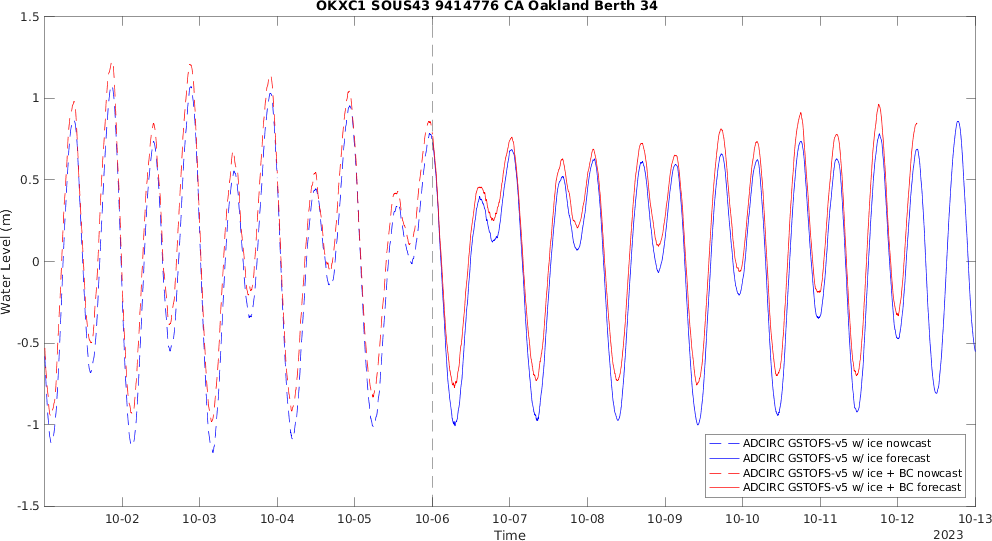 OKXC1 SOUS43 9414776 CA Oakland Berth 34
1.5
1
0.5
0
-0.5
-1
-1.5
Water Level (m)
10-02 10-03 10-04 10-05 10-06 10-07 10-08 10-09 10-10 10-11 10-12 10-13
Time
2023
ADCIRC GSTOFS-v5 w/ ice nowcast
ADCIRC GSTOFS-v5 w/ ice forecast
ADCIRC GSTOFS-v5 w/ ice + BC nowcast
ADCIRC GSTOFS-v5 w/ ice + BC forecast